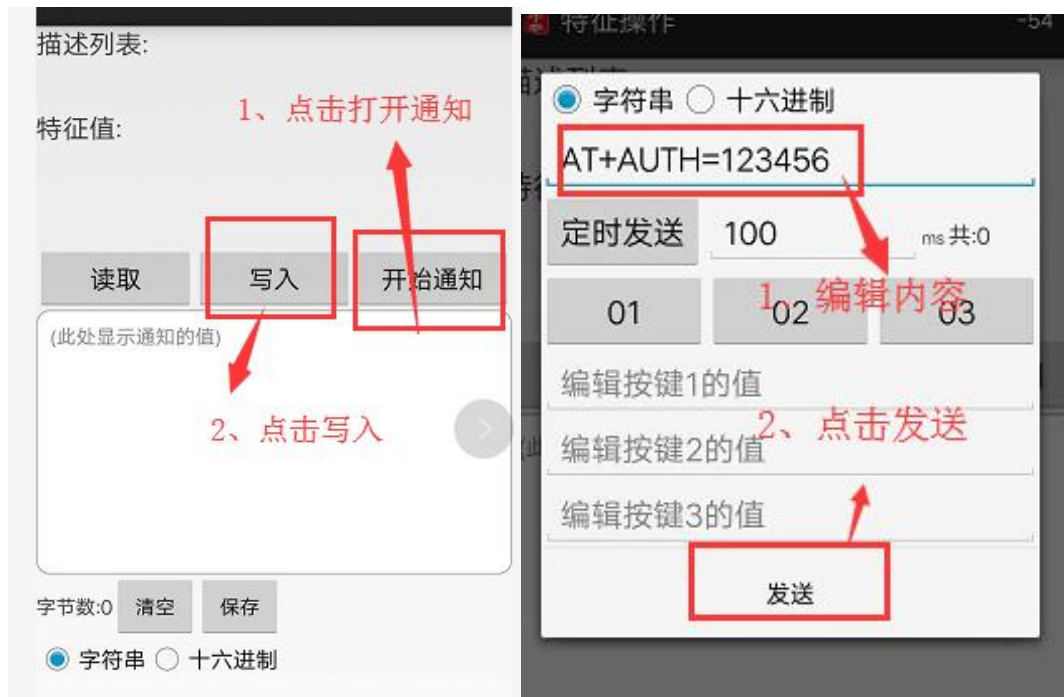 描述列表:
1、点击打开通知
特征值:
读取
写入
开始通知
(此处显示通知的值)
2、点击写入
字节数:0
清空
保存
字符串
十六进制
特征操作
-54
字符串
十六进制
AT+AUTH=123456
定时发送
100
ms 共:0
1、编辑内容
01
02
03
编辑按键1的值
2、点击发送
编辑按键2的值
编辑按键3的值
发送